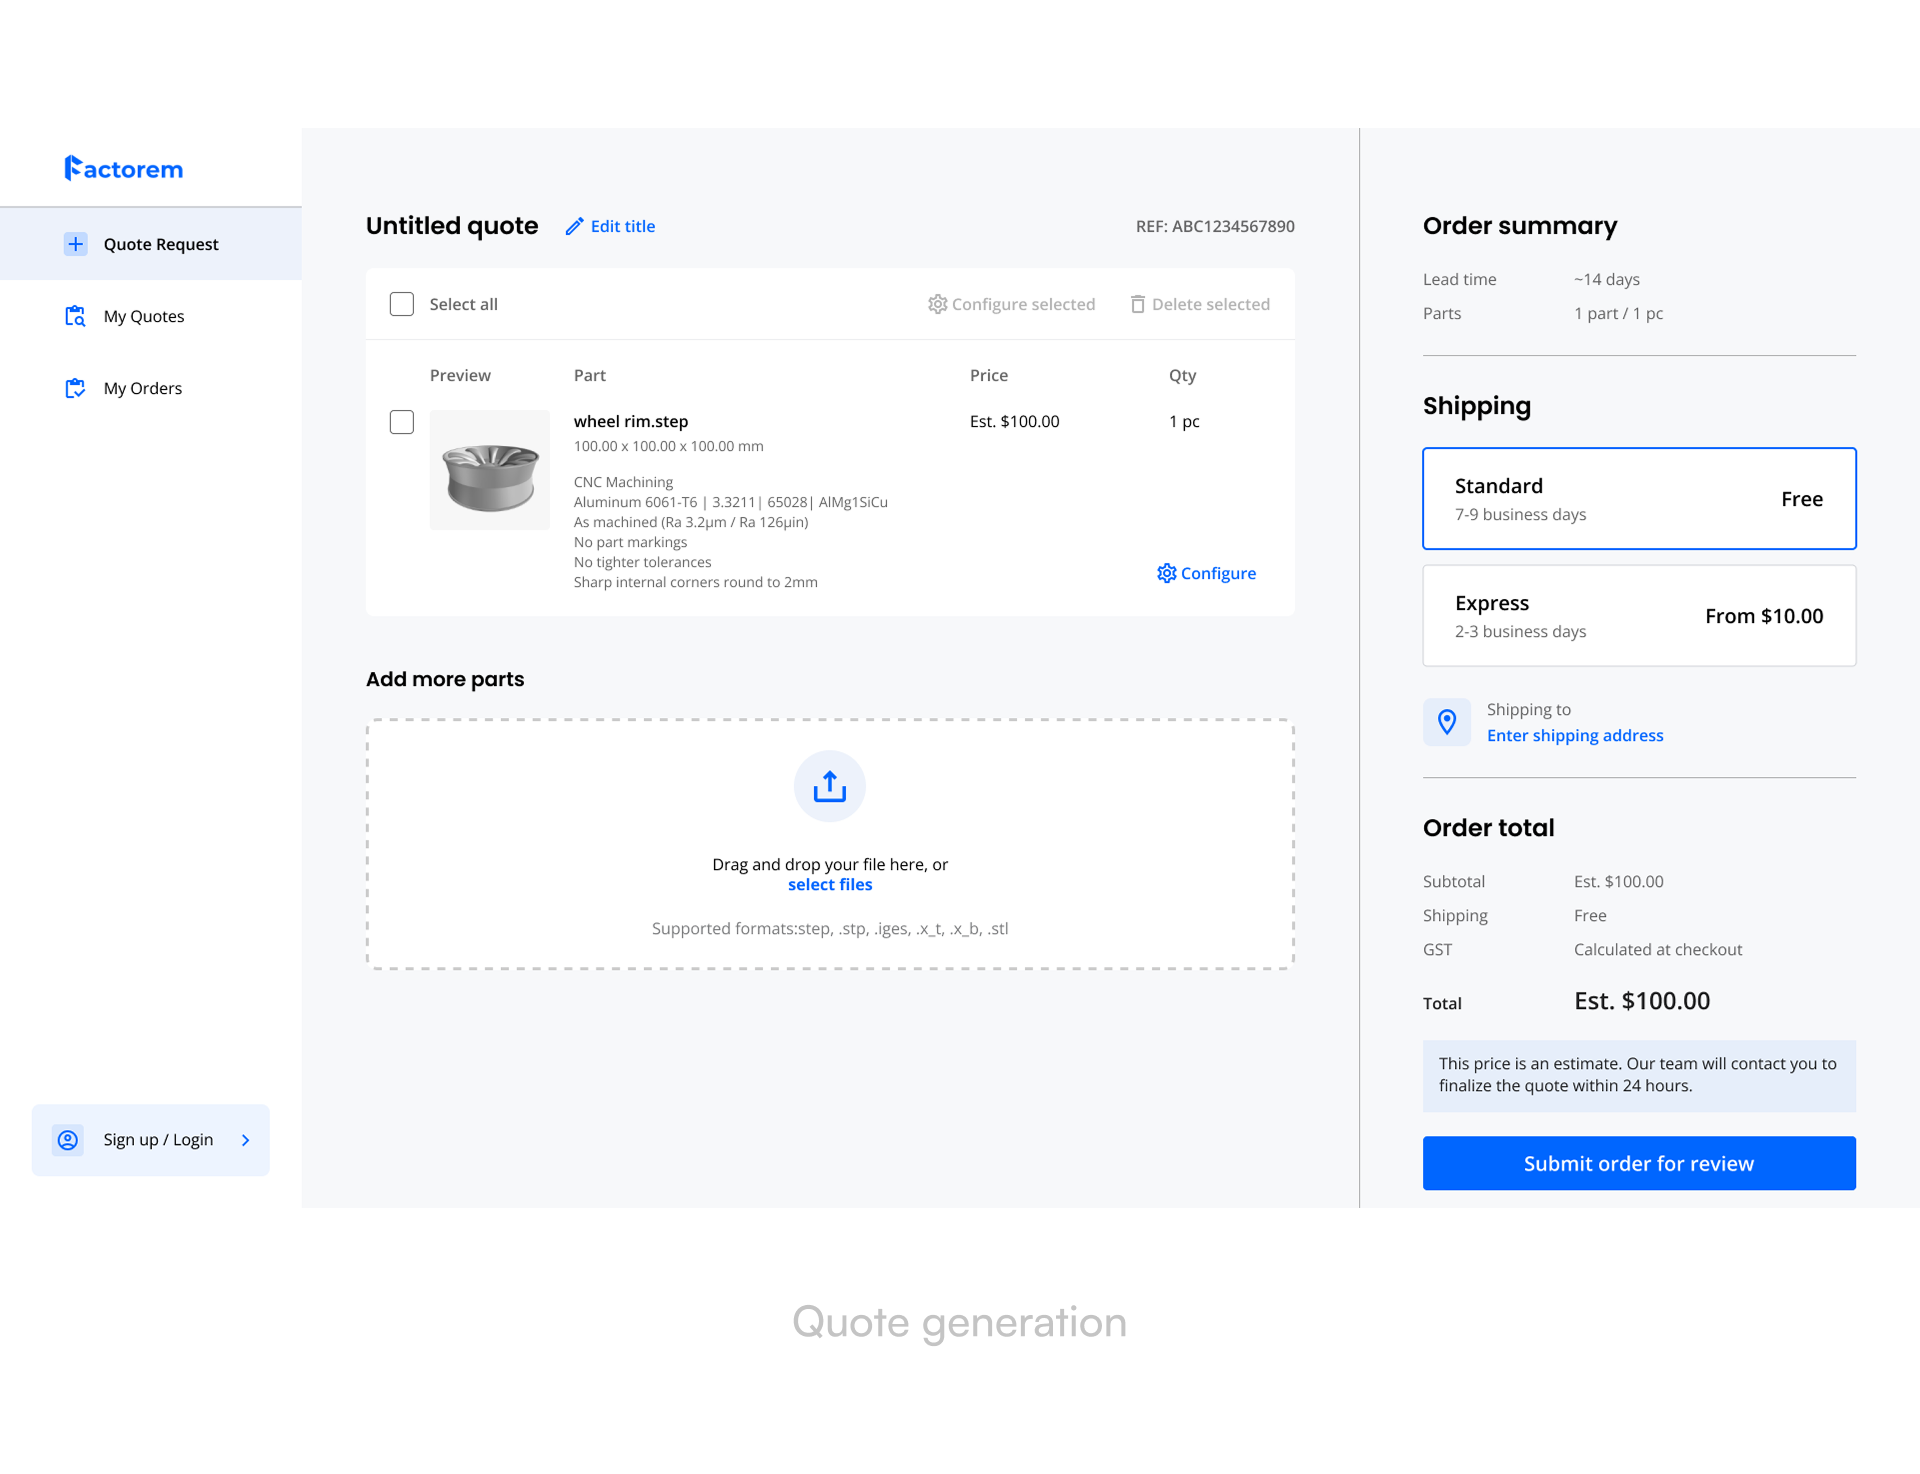 Factorem
Quote Request
My Quotes
My Orders
Sign up / Login
Untitled quote
Edit title
REF: ABC1234567890
Select all
Configure selected
Delete selected
Preview
Part
Price
Qty
wheel rim.step
Est. $100.00
1 pc
100.00 x 100.00 x 100.00 mm
CNC Machining
Aluminum 6061-T6 | 3.3211| 65028| AlMg1SiCu
As machined (Ra 3.2μm / Ra 126μin)
No part markings
No tighter tolerances
Sharp internal corners round to 2mm
Configure
Add more parts
Drag and drop your file here, or
select files
Supported formats:step, .stp, .iges, .x_t, .x_b, .stl
Order summary
Lead time
~14 days
Parts
1 part / 1 pc
Shipping
Standard
7-9 business days
Free
Express
2-3 business days
From $10.00
Shipping to
Enter shipping address
Order total
Subtotal
Est. $100.00
Shipping
Free
GST
Calculated at checkout
Total
Est. $100.00
This price is an estimate. Our team will contact you to
finalize the quote within 24 hours.
Submit order for review
Quote generation